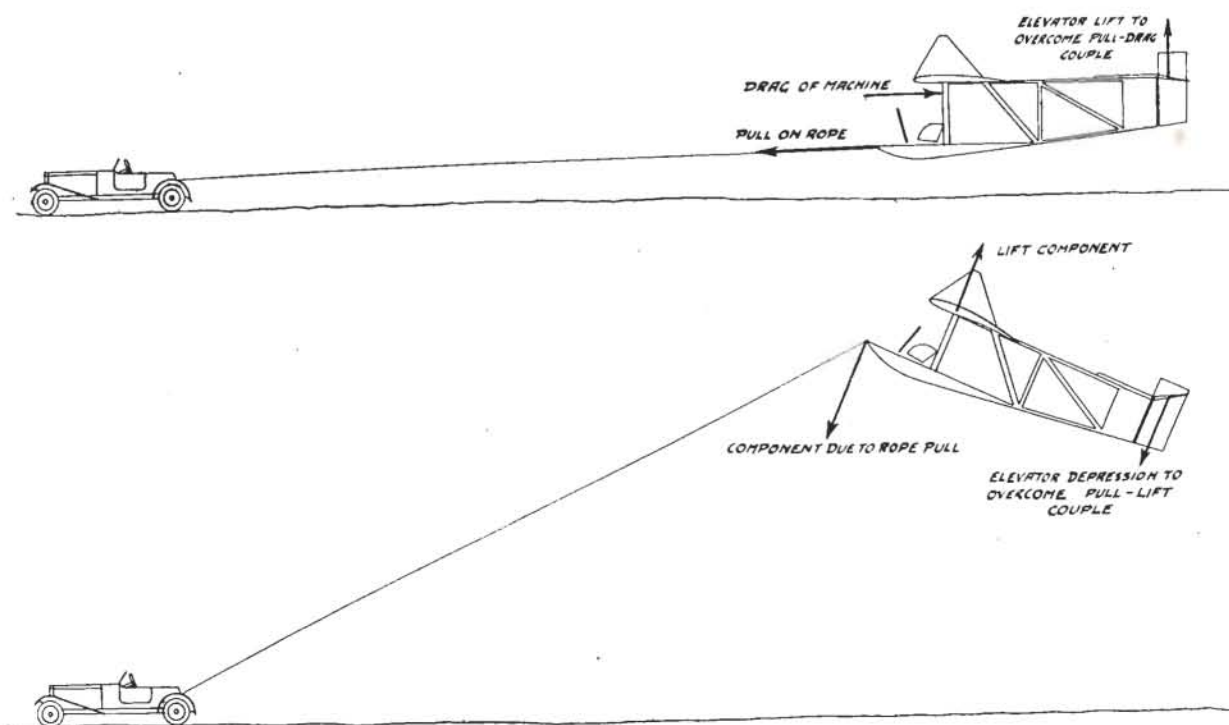 ELEVATOR LIFT TO
OVERCOME PULL-DRAG
COUPLE
DRAG OF MACHINE
PULL ON ROPE
LIFT COMPONENT
COMPONENT DUE TO ROPE PULL
ELEVATOR DEPRESSION TO
OVERCOME PULL-LIFT
COUPLE